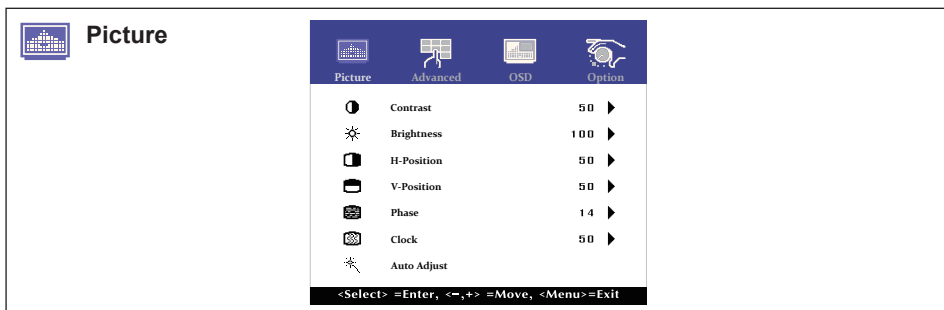 Picture
Picture Advanced OSD Option
Contrast 50
Brightness 100
H-Position 50
V-Position 50
Phase 14
Clock 50
Auto Adjust
<Select> =Enter, <-,+> =Move, <Menu>=Exit